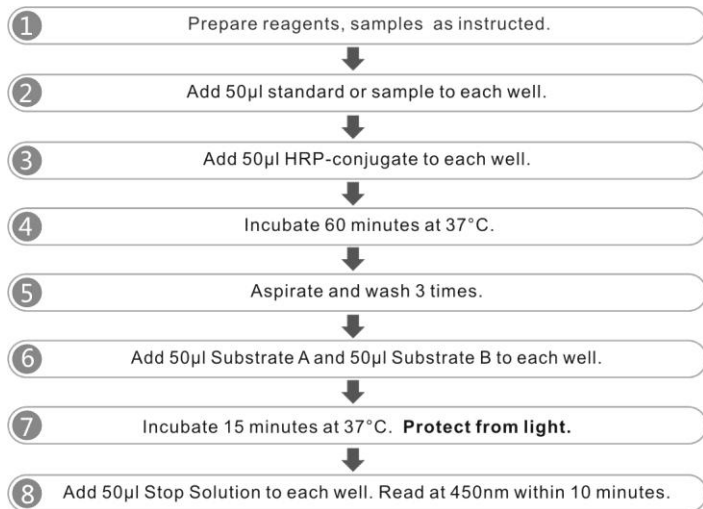 1 Prepare reagents, samples as instructed.
2 Add 50μl standard or sample to each well.
3 Add 50μl HRP-conjugate to each well.
4 Incubate 60 minutes at 37°C.
5 Aspirate and wash 3 times.
6 Add 50μl Substrate A and 50μl Substrate B to each well.
7 Incubate 15 minutes at 37°C. Protect from light.
8 Add 50μl Stop Solution to each well. Read at 450nm within 10 minutes.